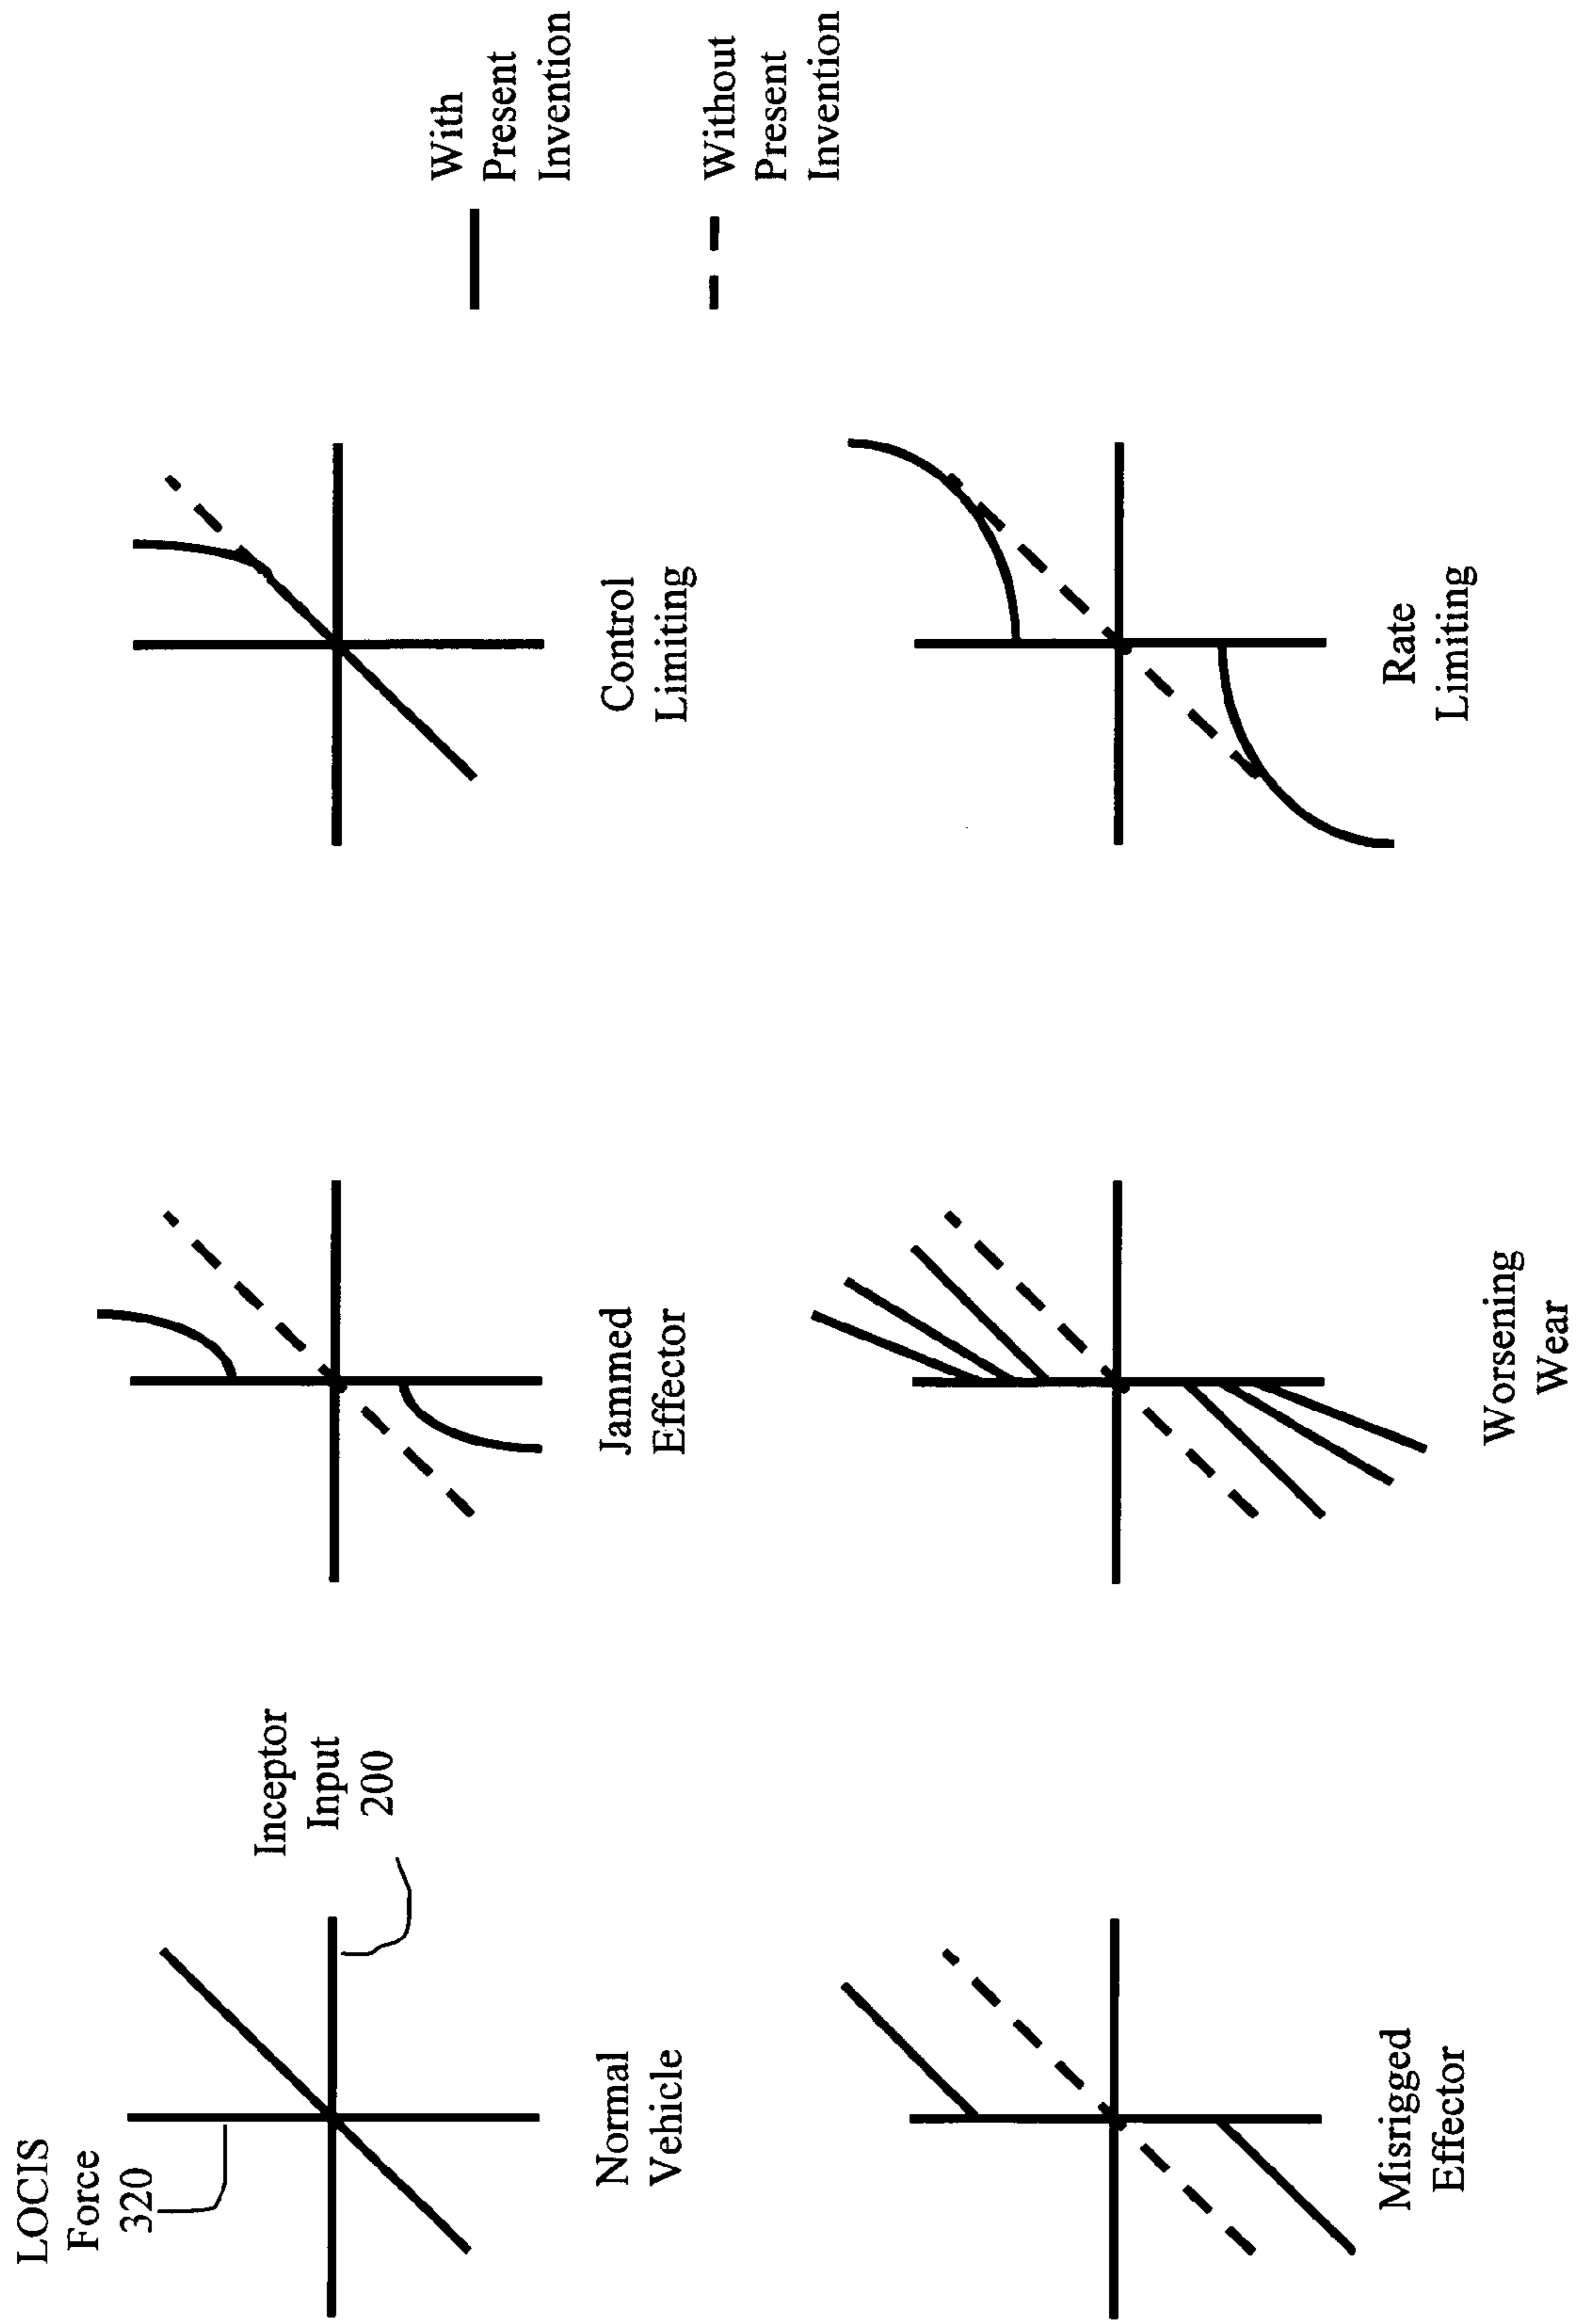 LOCIS
Force
320
Inceptor
Input
200
Normal
Vehicle
Jammed
Effector
Control
Limiting
With
Present
Invention
Without
Present
Invention
Misrigged
Effector
Worsening
Wear
Rate
Limiting